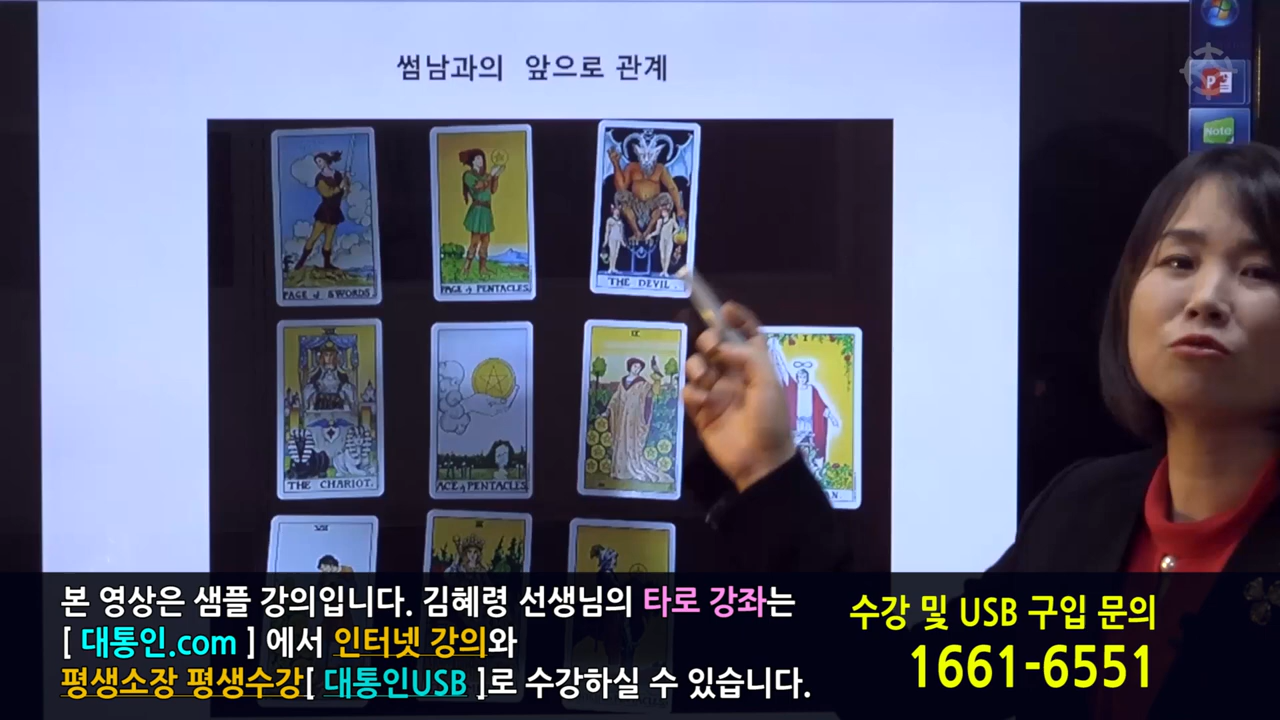 썸남과의 앞으로 관계
PAGE of SWORDS.
PAGE of PENTACLES.
THE DEVIL.
Note
THE CHARIOT.
ACE of PENTACLES.
IX
VII
III
본 영상은 샘플 강의입니다. 김혜령 선생님의 타로 강좌는
[ 대통인.com ] 에서 인터넷 강의와
평생소장 평생수강[ 대통인USB ]로 수강하실 수 있습니다.
수강 및 USB 구입 문의
1661-6551